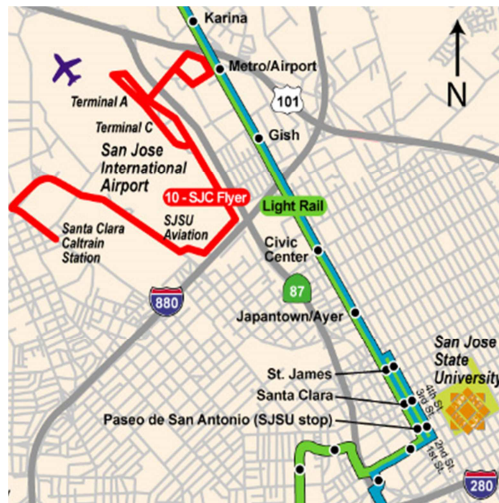 Karina
Metro/Airport
Terminal A
101
N
Terminal C
Gish
San Jose
International
Airport
10 - SJC Flyer
Light Rail
SJSU
Aviation
Santa Clara
Caltrain
Station
Civic
Center
880
87
Japantown/Ayer
San Jose
State
University
St. James
Santa Clara
4th St.
3rd St.
Paseo de San Antonio (SJSU stop)
2nd St.
1st St.
280